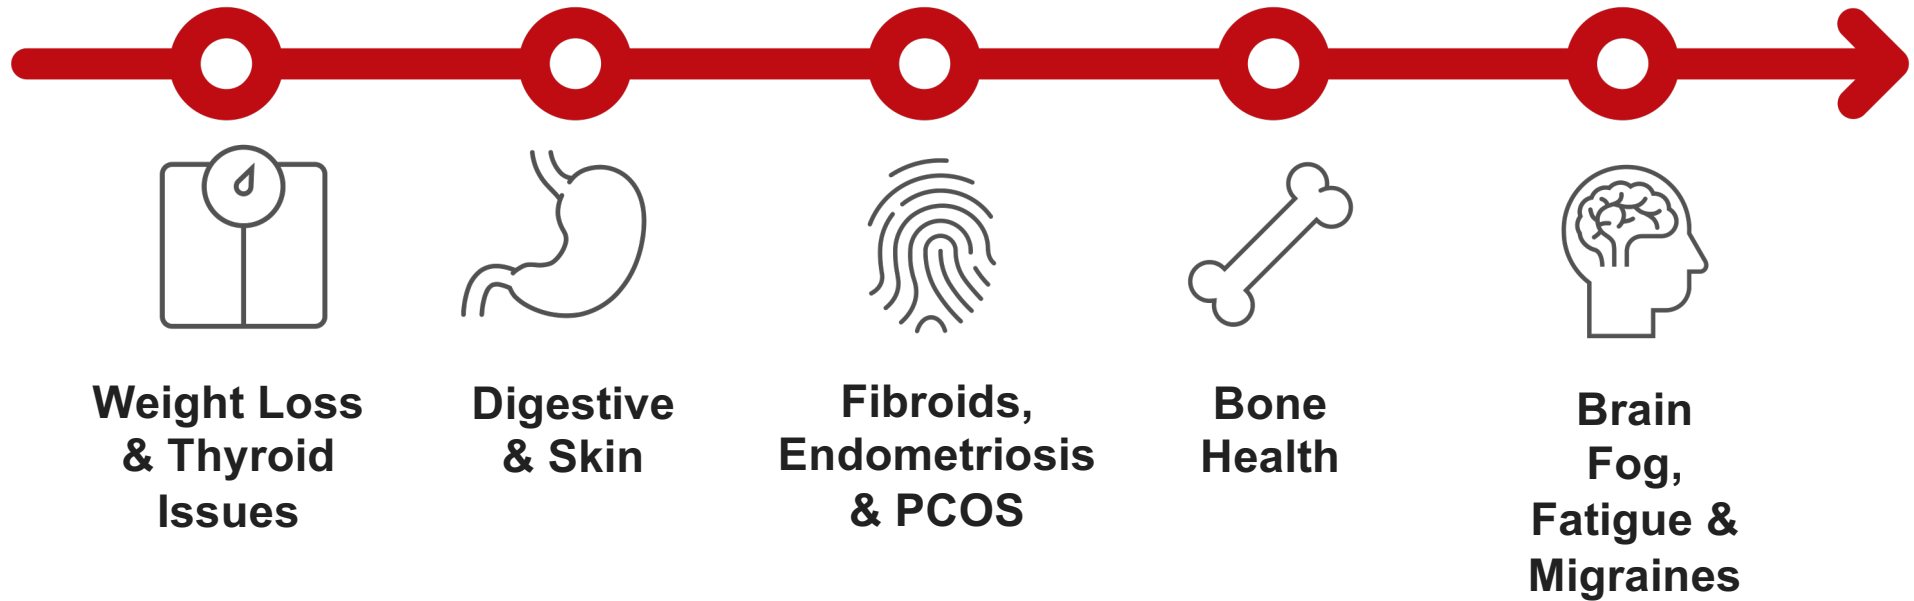 Weight Loss
& Thyroid
Issues
Digestive
& Skin
Fibroids,
Endometriosis
& PCOS
Bone
Health
Brain
Fog,
Fatigue &
Migraines